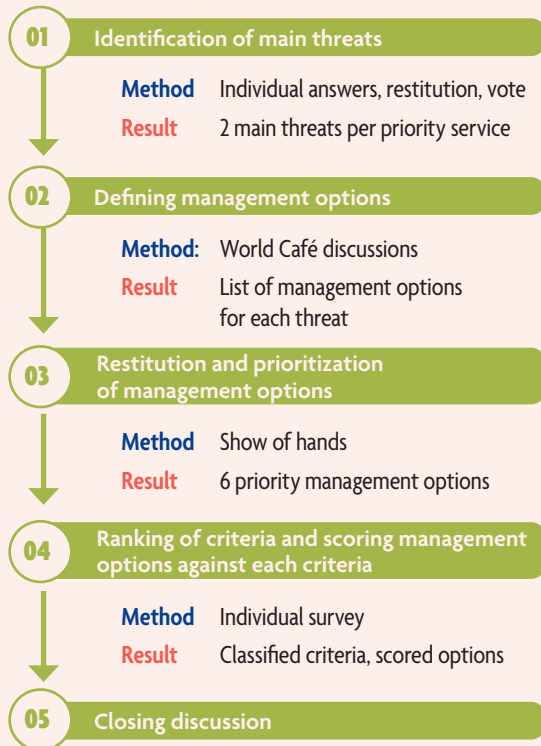 01 Identification of main threats
Method Individual answers, restitution, vote
Result 2 main threats per priority service
02 Defining management options
Method: World Café discussions
Result List of management options
for each threat
03 Restitution and prioritization
of management options
Method Show of hands
Result 6 priority management options
04 Ranking of criteria and scoring management
options against each criteria
Method Individual survey
Result Classified criteria, scored options
05 Closing discussion